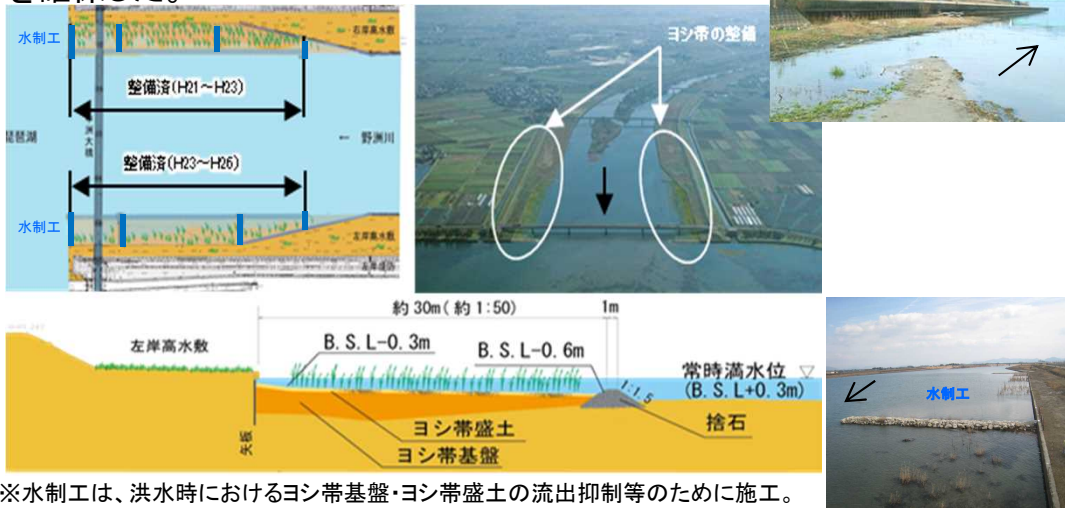 水制工
右岸高水敷
整備済(H21～H23)
琵琶湖
洲大橋
← 野洲川
整備済(H23～H26)
水制工
左岸高水敷
ヨシ帯の整備
約30m(約1:50)
1m
左岸高水敷
B.S.L-0.3m
B.S.L-0.6m
常時満水位
(B.S.L+0.3m)
1:1.5
捨石
矢板
ヨシ帯盛土
ヨシ帯基盤
水制工
※水制工は、洪水時におけるヨシ帯基盤・ヨシ帯盛土の流出抑制等のために施工。